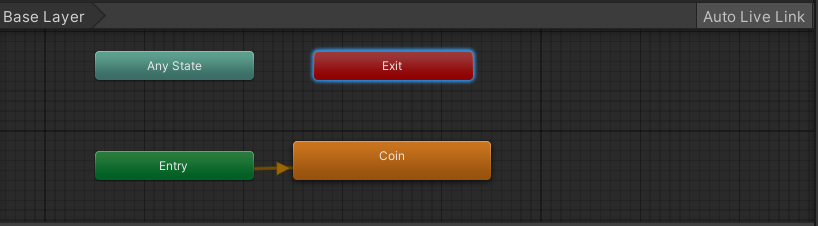 Base Layer
Auto Live Link
Any State
Exit
Entry
Coin